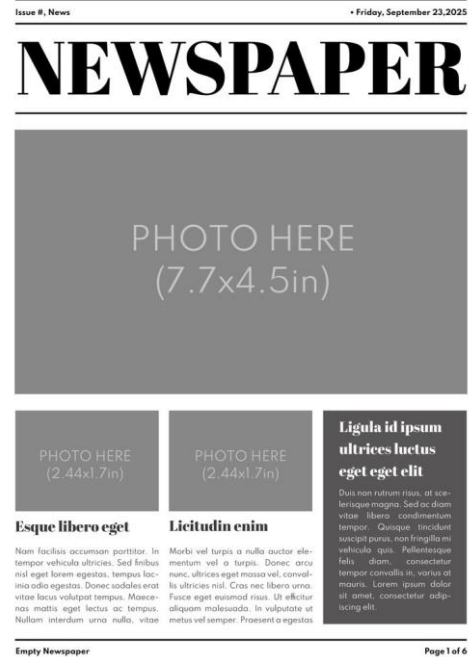 Issue #, News
• Friday, September 23,2025
NEWSPAPER
PHOTO HERE
(7.7x4.5in)
PHOTO HERE
(2.44x1.7in)
Esque libero eget
Nam facilisis accumsan porttitor. In
tempor vehicula ultricies. Sed finibus
nisl eget lorem egestas, tempus lac-
inia odio egestas. Donec sodales erat
vitae lacus volutpat tempus. Maece-
nas mattis eget lectus ac tempus.
Nullam interdum urna nulla, vitae
PHOTO HERE
(2.44x1.7in)
Licitudin enim
Morbi vel turpis a nulla auctor ele-
mentum vel a turpis. Donec arcu
nunc, ultrices eget massa vel, conval-
lis ultricies nisl. Cras nec libero urna.
Fusce eget euismod risus. Ut efficitur
aliquam malesuada. In vulputate ut
metus vel semper. Praesent a egestas
Ligula id ipsum
ultrices luctus
eget eget elit
Duis non rutrum risus, at sce-
lerisque magna. Sed ac diam
vitae libero condimentum
tempor. Quisque tincidunt
suscipit purus, non fringilla mi
vehicula quis. Pellentesque
felis diam, consectetur
tempor convallis in, varius at
mauris. Lorem ipsum dolor
sit amet, consectetur adip-
iscing elit.
Empty Newspaper
Page 1 of 6